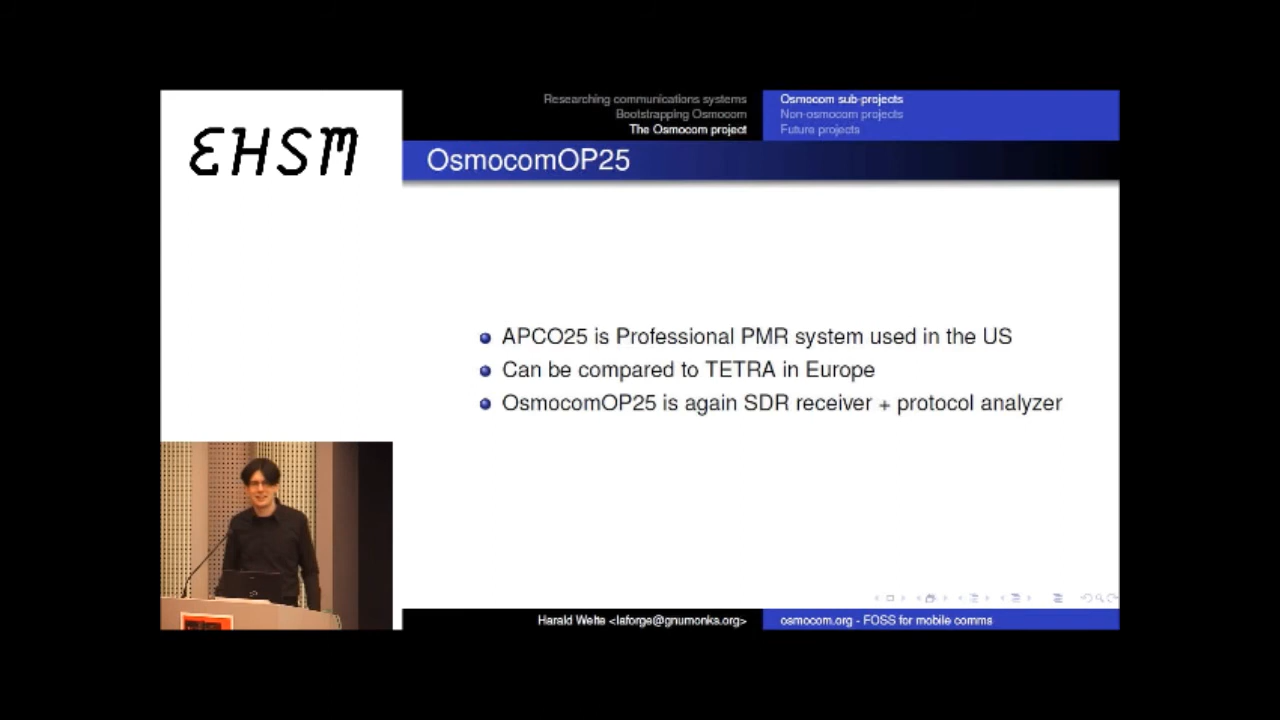 EHSM
Researching communications systems
Bootstrapping Osmocom
The Osmocom project
Osmocom sub-projects
Non-osmocom projects
Future projects
OsmocomOP25
APCO25 is Professional PMR system used in the US
Can be compared to TETRA in Europe
OsmocomOP25 is again SDR receiver + protocol analyzer
Harald Welte <laforge@gnumonks.org>
osmocom.org - FOSS for mobile comms